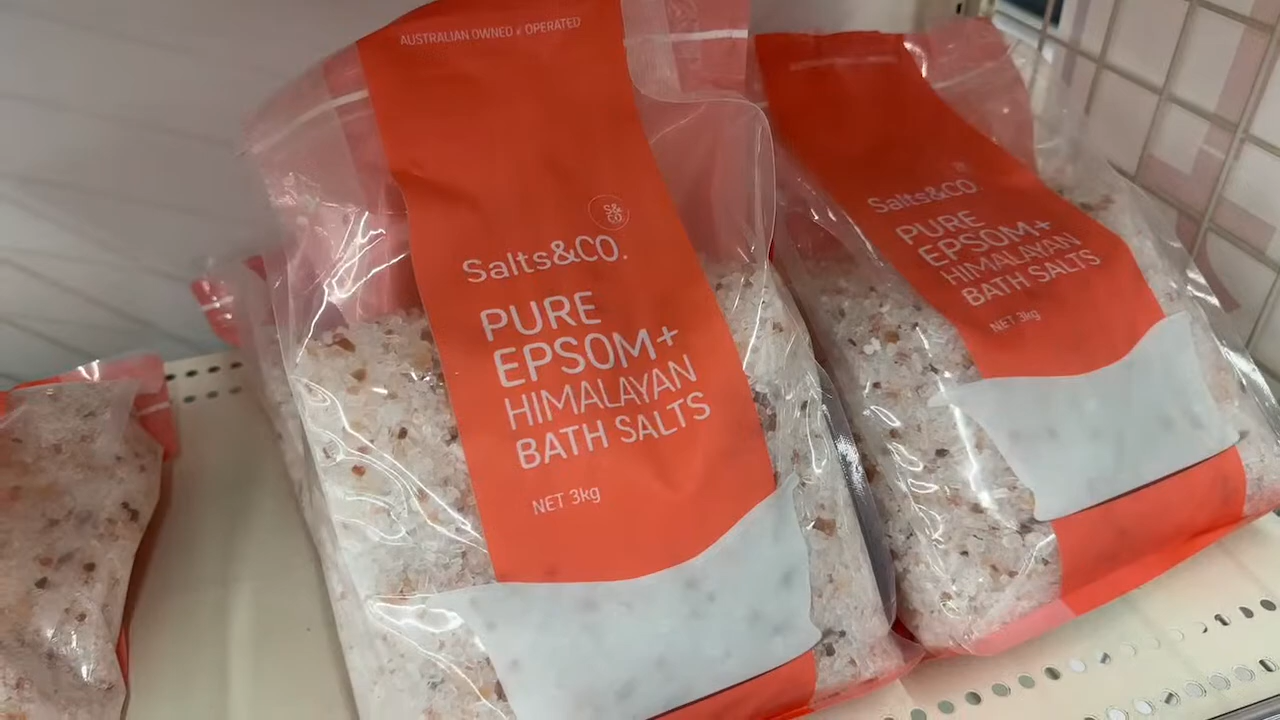 AUSTRALIAN OWNED & OPERATED
S&
CO
Salts&CO.
PURE
EPSOM+
HIMALAYAN
BATH SALTS
NET 3kg
Salts&CO.
PURE
EPSOM+
HIMALAYAN
BATH SALTS
NET 3kg